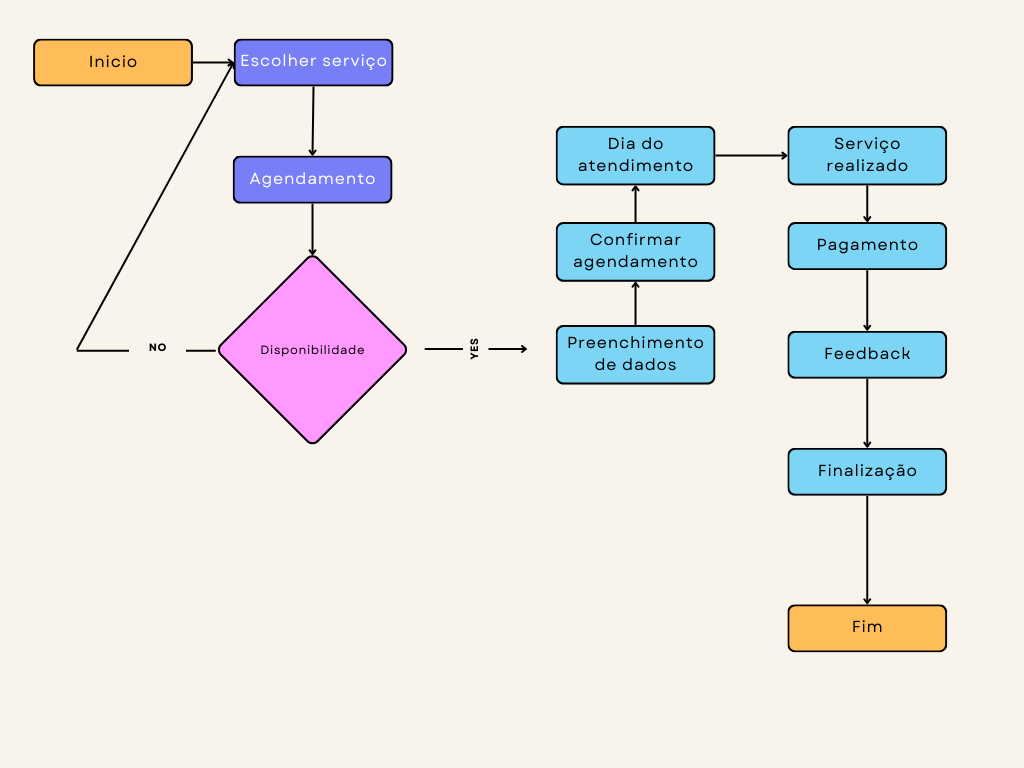 Inicio
Escolher serviço
Agendamento
Disponibilidade
NO
YES
Preenchimento
de dados
Confirmar
agendamento
Dia do
atendimento
Serviço
realizado
Pagamento
Feedback
Finalização
Fim